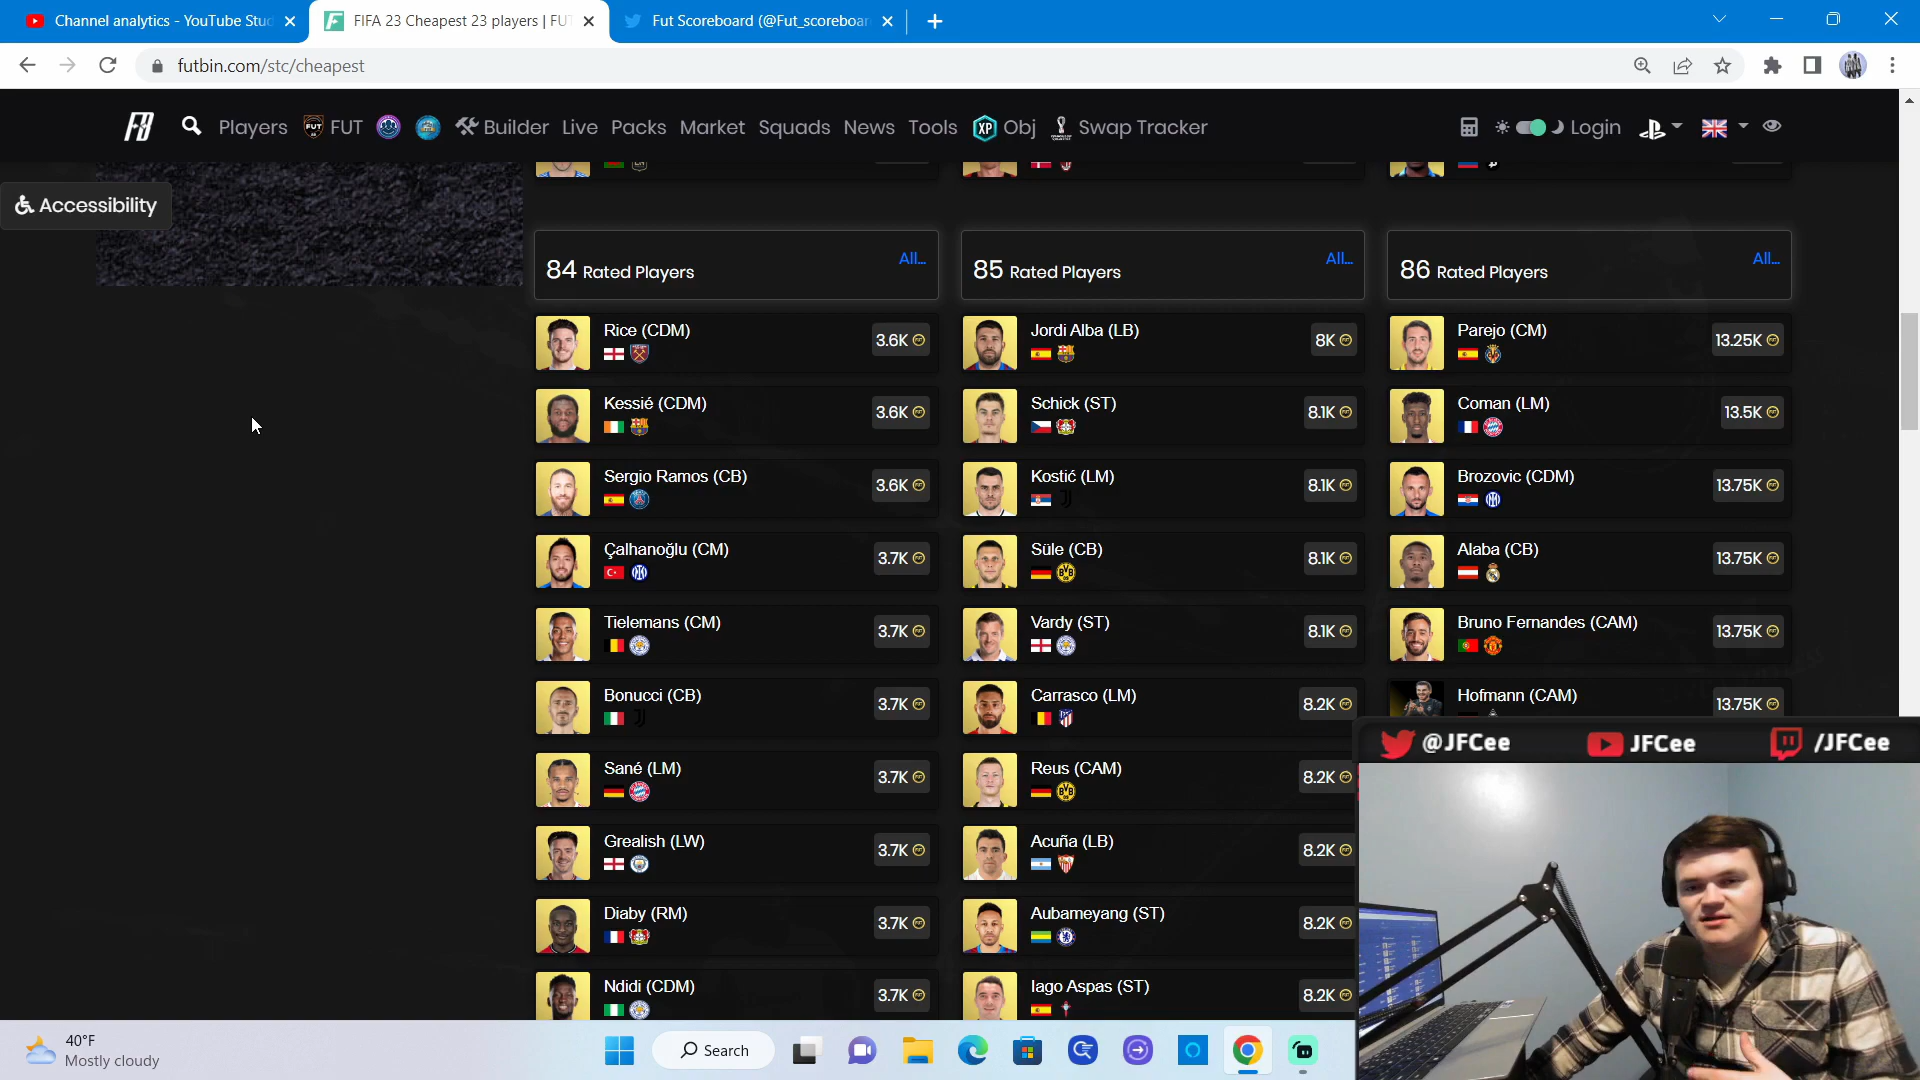 Channel analytics - YouTube Stud
FIFA 23 Cheapest 23 players | FUT
Fut Scoreboard (@Fut_scoreboar
futbin.com/stc/cheapest
Players FUT Builder Live Packs Market Squads News Tools XP Obj Swap Tracker Login
Accessibility
84 Rated Players All...
Rice (CDM) 3.6K
Kessié (CDM) 3.6K
Sergio Ramos (CB) 3.6K
Çalhanoğlu (CM) 3.7K
Tielemans (CM) 3.7K
Bonucci (CB) 3.7K
Sané (LM) 3.7K
Grealish (LW) 3.7K
Diaby (RM) 3.7K
Ndidi (CDM) 3.7K
85 Rated Players All...
Jordi Alba (LB) 8K
Schick (ST) 8.1K
Kostić (LM) 8.1K
Süle (CB) 8.1K
Vardy (ST) 8.1K
Carrasco (LM) 8.2K
Reus (CAM) 8.2K
Acuña (LB) 8.2K
Aubameyang (ST) 8.2K
Iago Aspas (ST) 8.2K
86 Rated Players All...
Parejo (CM) 13.25K
Coman (LM) 13.5K
Brozovic (CDM) 13.75K
Alaba (CB) 13.75K
Bruno Fernandes (CAM) 13.75K
Hofmann (CAM) 13.75K
@JFCee JFCee /JFCee
40°F
Mostly cloudy
Search